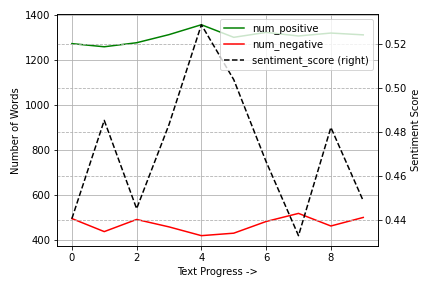 1400
1200
1000
800
600
400
Number of Words
num_positive
num_negative
sentiment_score (right)
0.52
0.50
0.48
0.46
0.44
Sentiment Score
0 2 4 6 8
Text Progress ->